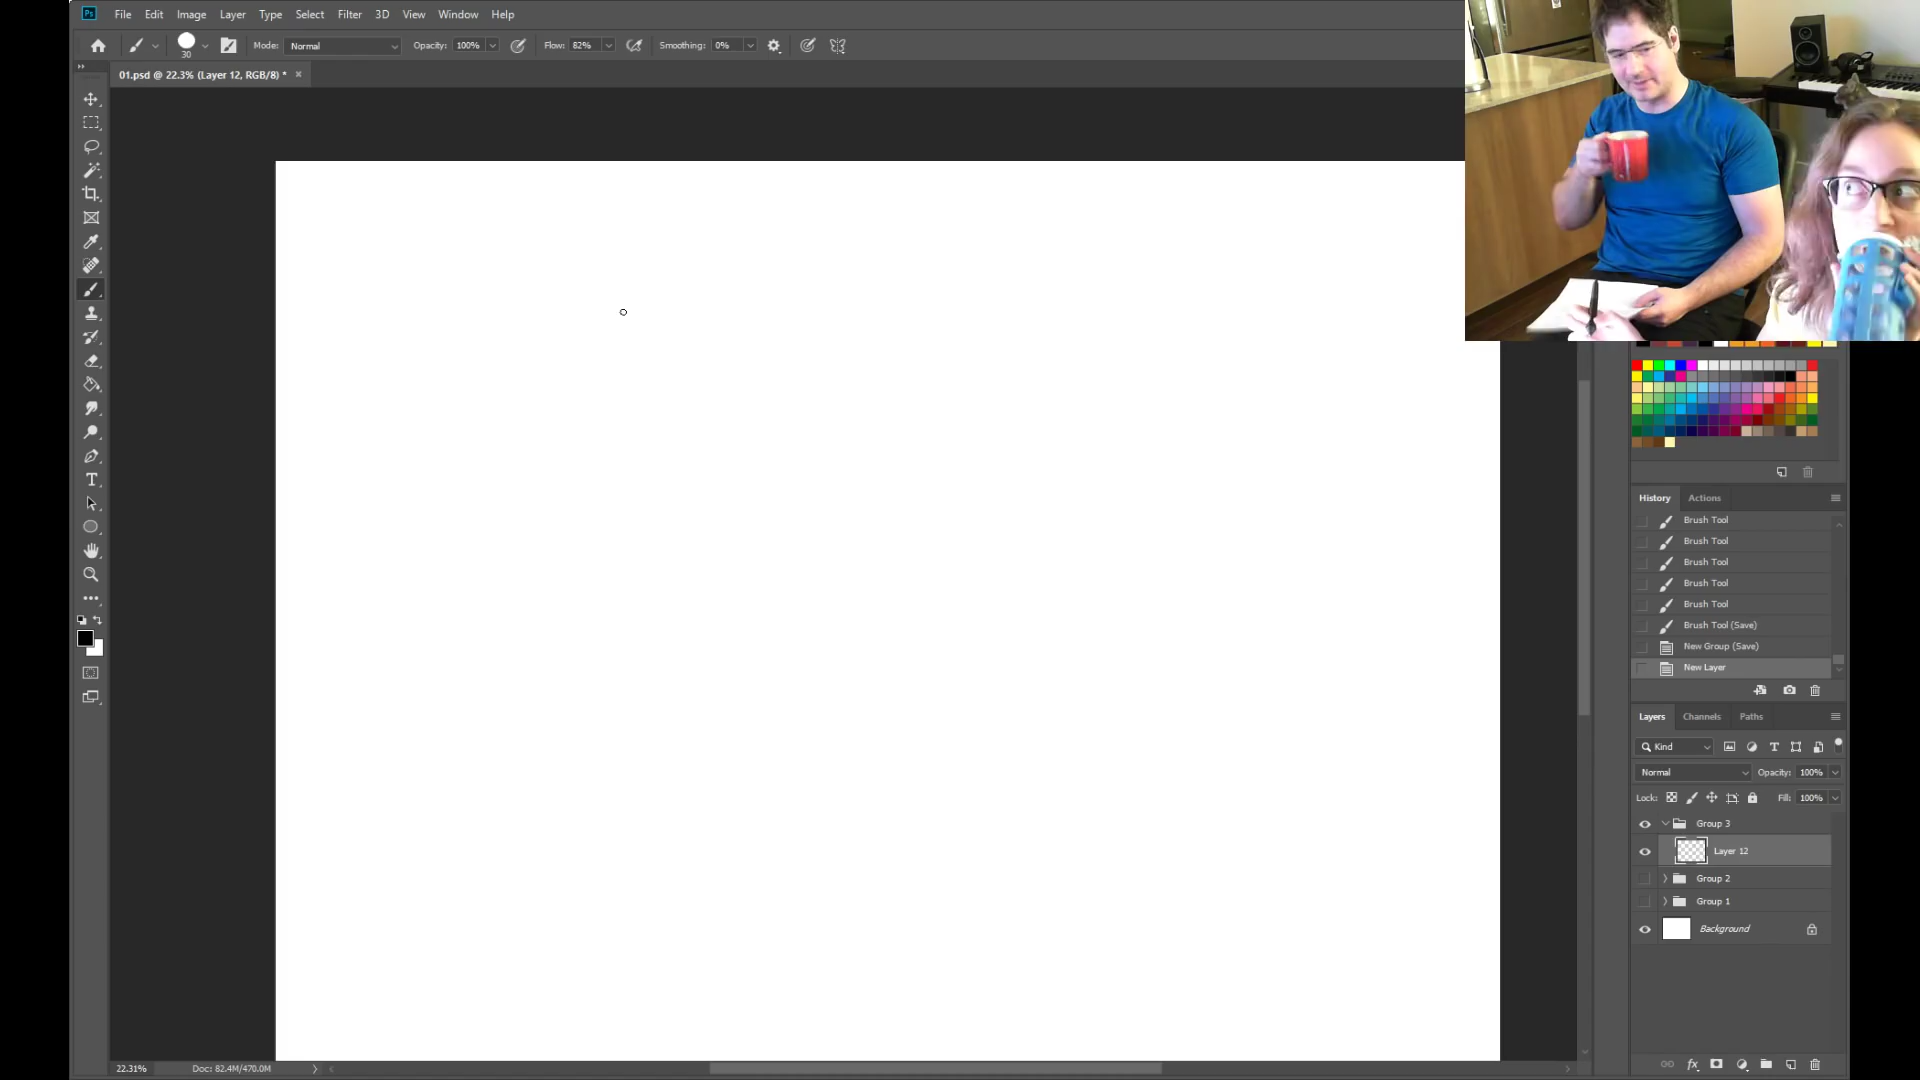 Ps File Edit Image Layer Type Select Filter 3D View Window Help
30 Mode: Normal Opacity: 100% Flow: 82% Smoothing: 0%
01.psd @ 22.3% (Layer 12, RGB/8) * ×
T
History Actions
Brush Tool
Brush Tool
Brush Tool
Brush Tool
Brush Tool
Brush Tool (Save)
New Group (Save)
New Layer
Layers Channels Paths
Kind T
Normal Opacity: 100%
Lock: Fill: 100%
Group 3
Layer 12
Group 2
Group 1
Background
fx
22.31% Doc: 82.4M/470.0M